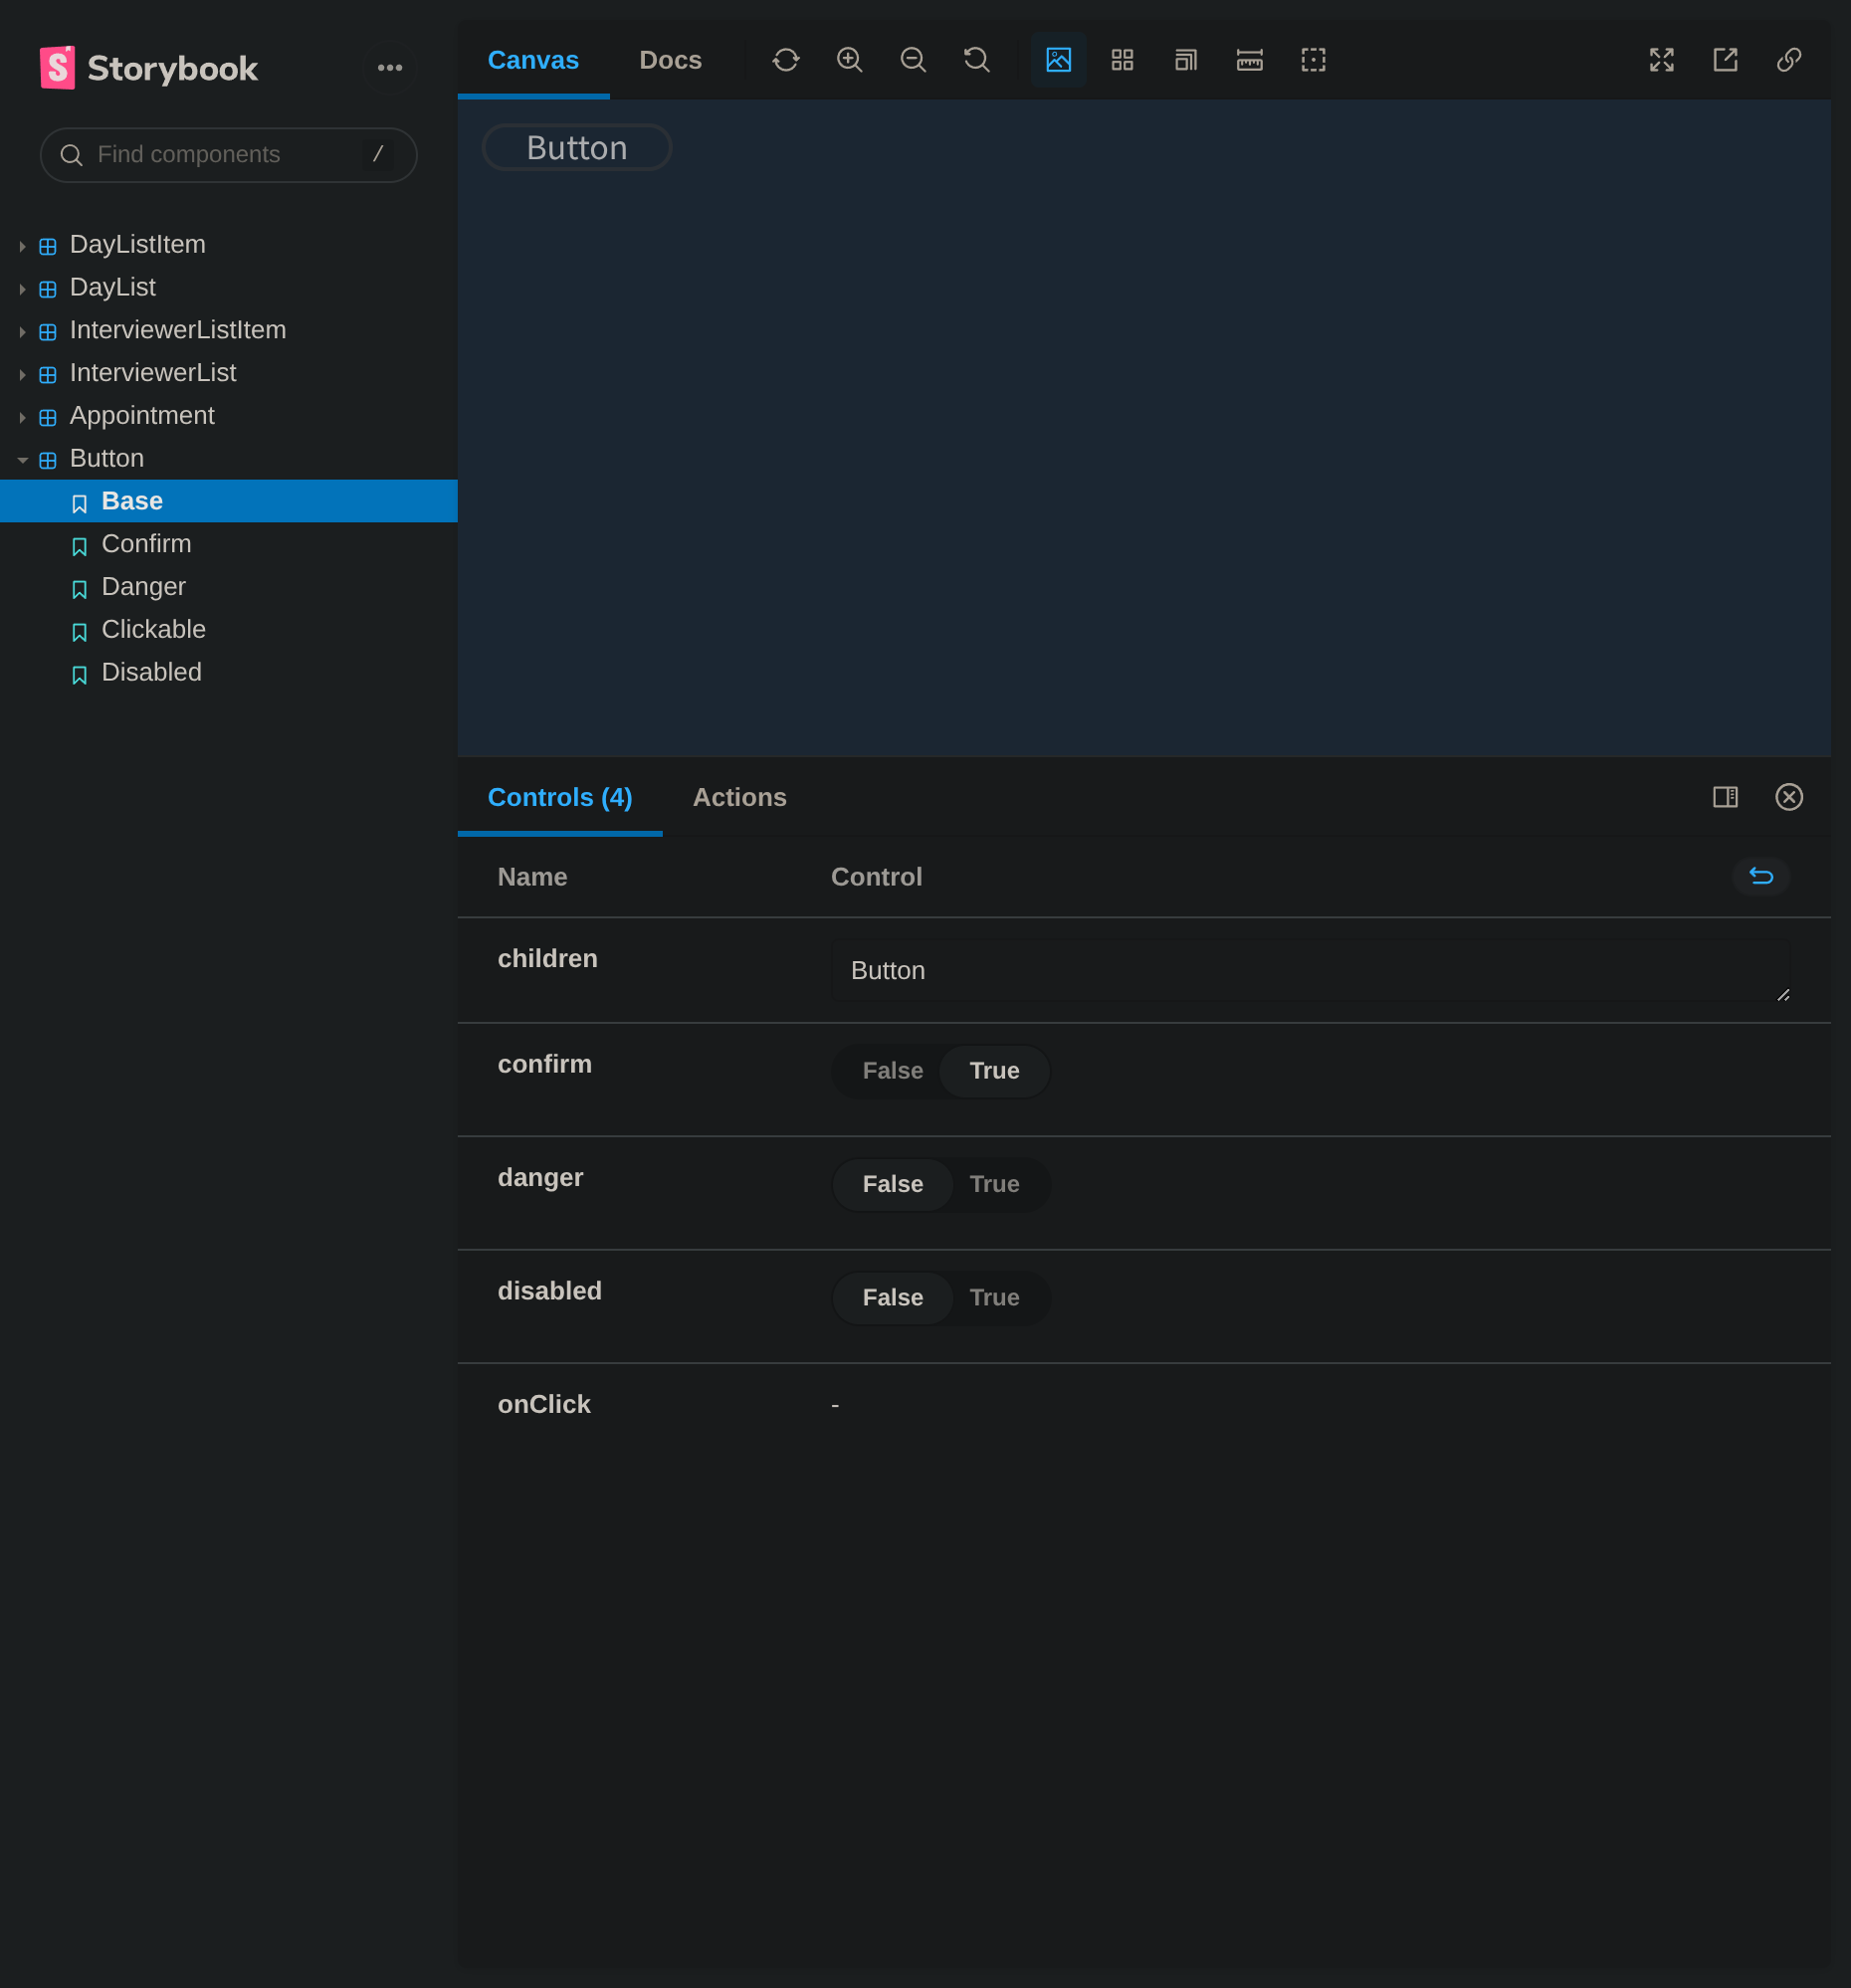 Storybook
Find components /
DayListItem
DayList
InterviewerListItem
InterviewerList
Appointment
Button
Base
Confirm
Danger
Clickable
Disabled
Canvas Docs
Button
Controls (4) Actions
Name Control
children Button
confirm False True
danger False True
disabled False True
onClick -